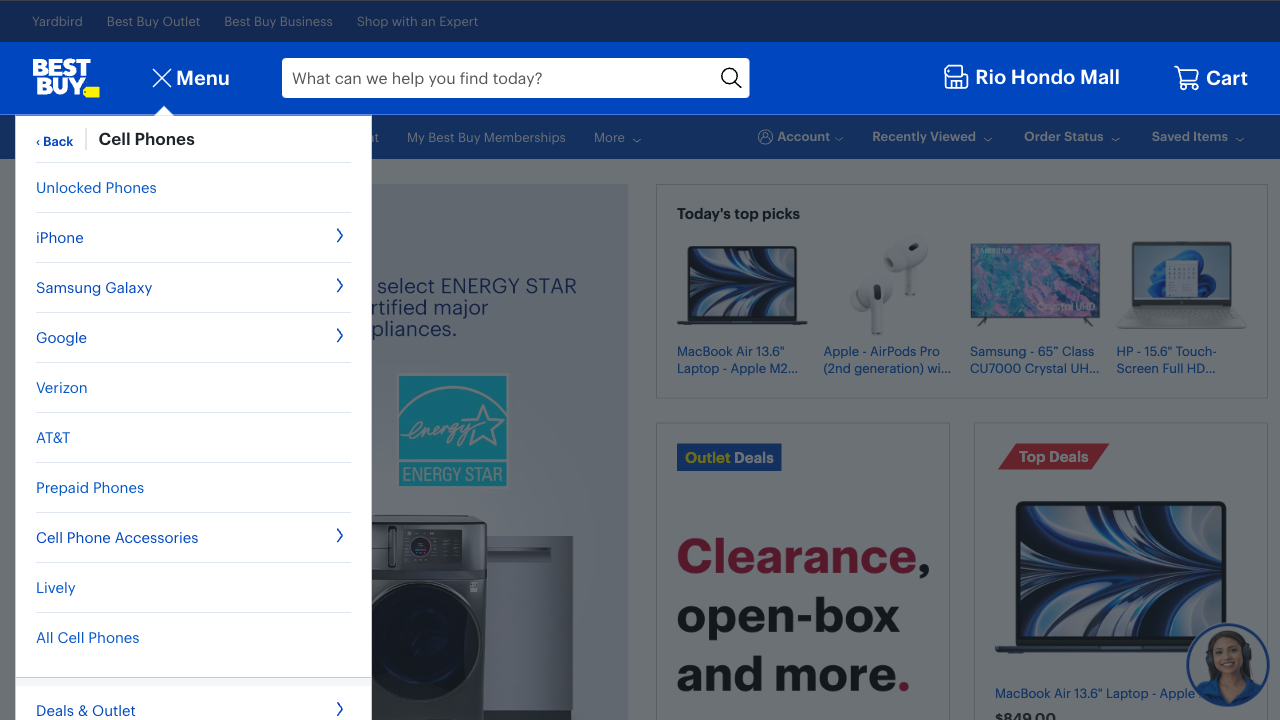 Yardbird
Best Buy Outlet
Best Buy Business
Shop with an Expert
BEST
BUY
Menu
What can we help you find today?
Rio Hondo Mall
Cart
My Best Buy Memberships
More
Account
Recently Viewed
Order Status
Saved Items
‹ Back
Cell Phones
Unlocked Phones
iPhone
Samsung Galaxy
Google
Verizon
AT&T
Prepaid Phones
Cell Phone Accessories
Lively
All Cell Phones
Deals & Outlet
select ENERGY STAR
rtified major
pliances.
energy
ENERGY STAR
Today's top picks
Crystal UHD
MacBook Air 13.6"
Laptop - Apple M2...
Apple - AirPods Pro
(2nd generation) wi...
Samsung - 65" Class
CU7000 Crystal UH...
HP - 15.6" Touch-
Screen Full HD...
Outlet Deals
Clearance,
open-box
and more.
Top Deals
MacBook Air 13.6" Laptop - Apple
$849.00